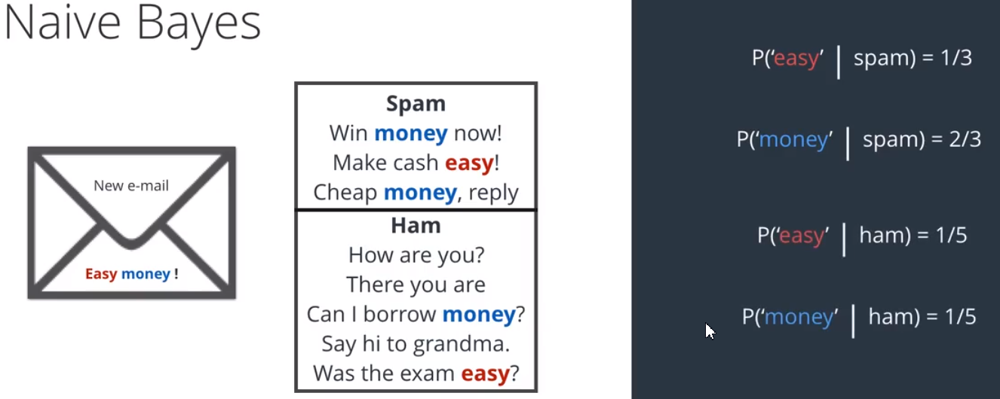 Naive Bayes
New e-mail
Easy money !
Spam
Win money now!
Make cash easy!
Cheap money, reply
Ham
How are you?
There you are
Can I borrow money?
Say hi to grandma.
Was the exam easy?
P(‘easy’ | spam) = 1/3
P(‘money’ | spam) = 2/3
P(‘easy’ | ham) = 1/5
P(‘money’ | ham) = 1/5